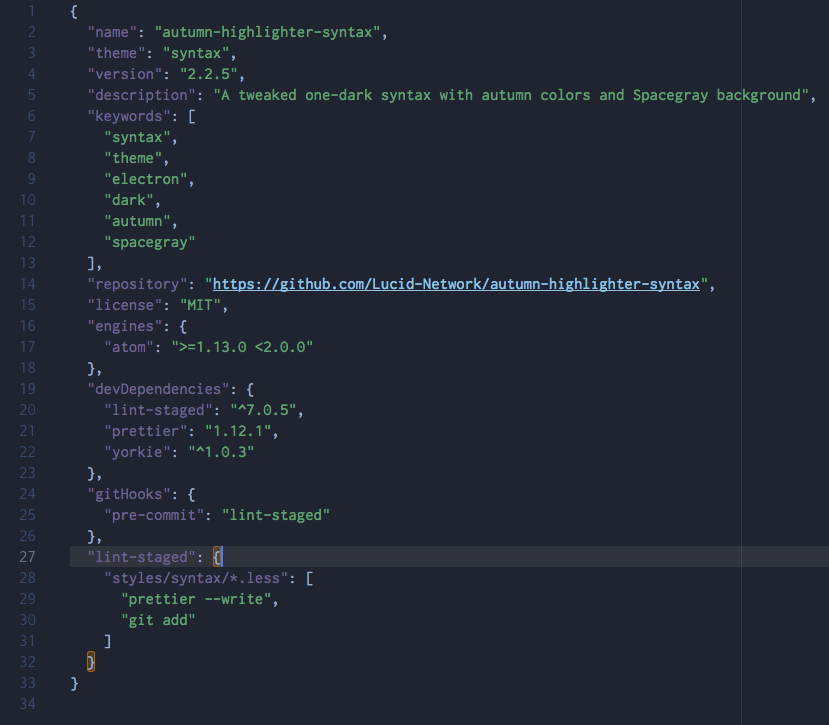 1 {
2   "name": "autumn-highlighter-syntax",
3   "theme": "syntax",
4   "version": "2.2.5",
5   "description": "A tweaked one-dark syntax with autumn colors and Spacegray background",
6   "keywords": [
7     "syntax",
8     "theme",
9     "electron",
10     "dark",
11     "autumn",
12     "spacegray"
13   ],
14   "repository": "https://github.com/Lucid-Network/autumn-highlighter-syntax",
15   "license": "MIT",
16   "engines": {
17     "atom": ">=1.13.0 <2.0.0"
18   },
19   "devDependencies": {
20     "lint-staged": "^7.0.5",
21     "prettier": "1.12.1",
22     "yorkie": "^1.0.3"
23   },
24   "gitHooks": {
25     "pre-commit": "lint-staged"
26   },
27   "lint-staged": {
28     "styles/syntax/*.less": [
29       "prettier --write",
30       "git add"
31     ]
32   }
33 }
34